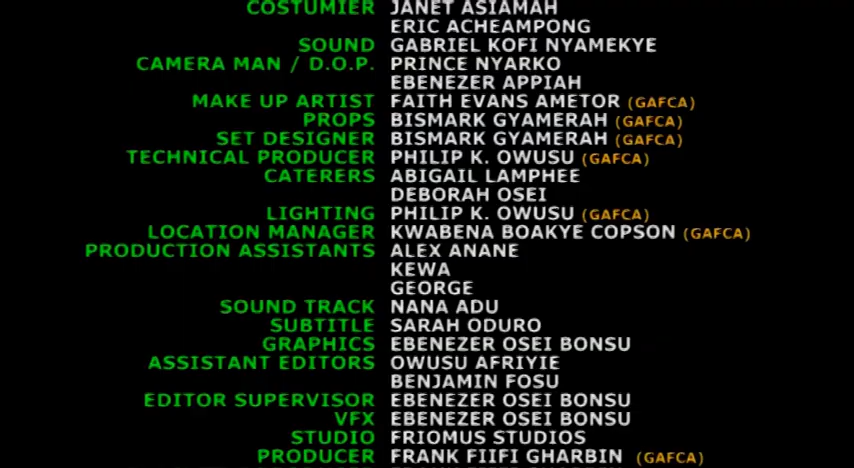 COSTUMIER JANET ASIAMAH
ERIC ACHEAMPONG
SOUND GABRIEL KOFI NYAMEKYE
CAMERA MAN / D.O.P. PRINCE NYARKO
EBENEZER APPIAH
MAKE UP ARTIST FAITH EVANS AMETOR (GAFCA)
PROPS BISMARK GYAMERAH (GAFCA)
SET DESIGNER BISMARK GYAMERAH (GAFCA)
TECHNICAL PRODUCER PHILIP K. OWUSU (GAFCA)
CATERERS ABIGAIL LAMPHEE
DEBORAH OSEI
LIGHTING PHILIP K. OWUSU (GAFCA)
LOCATION MANAGER KWABENA BOAKYE COPSON (GAFCA)
PRODUCTION ASSISTANTS ALEX ANANE
KEWA
GEORGE
SOUND TRACK NANA ADU
SUBTITLE SARAH ODURO
GRAPHICS EBENEZER OSEI BONSU
ASSISTANT EDITORS OWUSU AFRIYIE
BENJAMIN FOSU
EDITOR SUPERVISOR EBENEZER OSEI BONSU
VFX EBENEZER OSEI BONSU
STUDIO FRIOMUS STUDIOS
PRODUCER FRANK FIIFI GHARBIN (GAFCA)